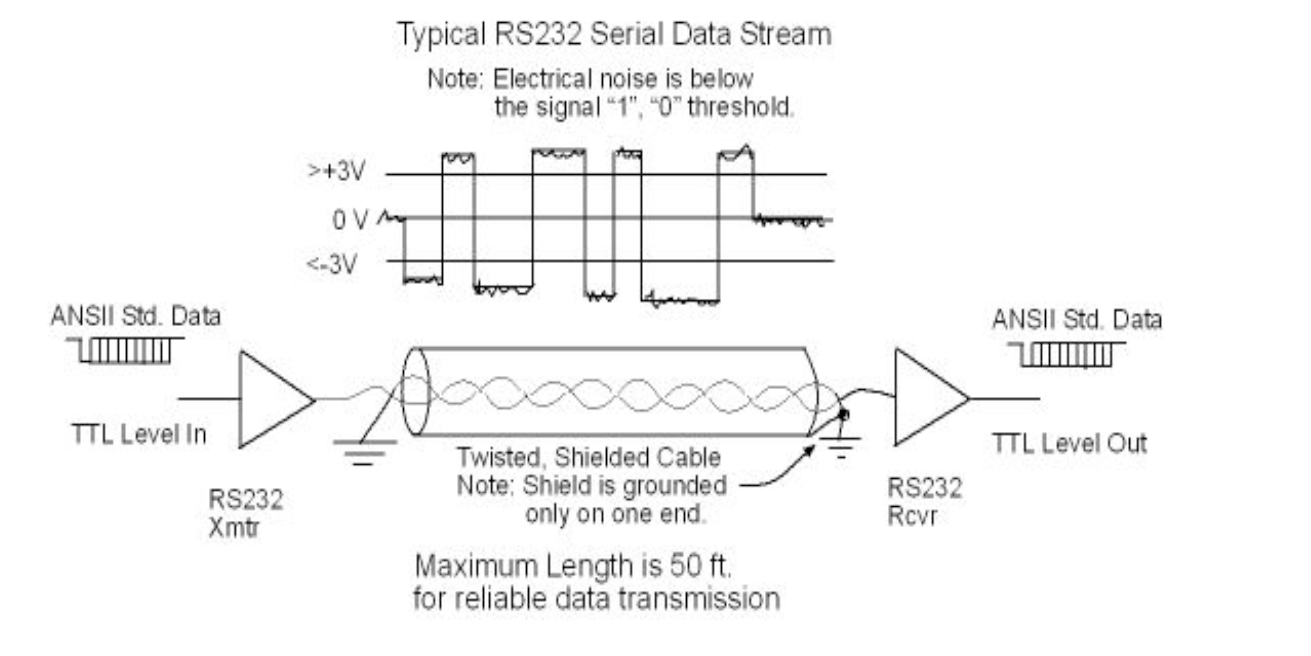 Typical RS232 Serial Data Stream
Note: Electrical noise is below
the signal “1”, “0” threshold.
>+3V
0 V
<-3V
ANSII Std. Data
ANSII Std. Data
TTL Level In
TTL Level Out
Twisted, Shielded Cable
Note: Shield is grounded
only on one end.
RS232
Xmtr
RS232
Rcvr
Maximum Length is 50 ft.
for reliable data transmission